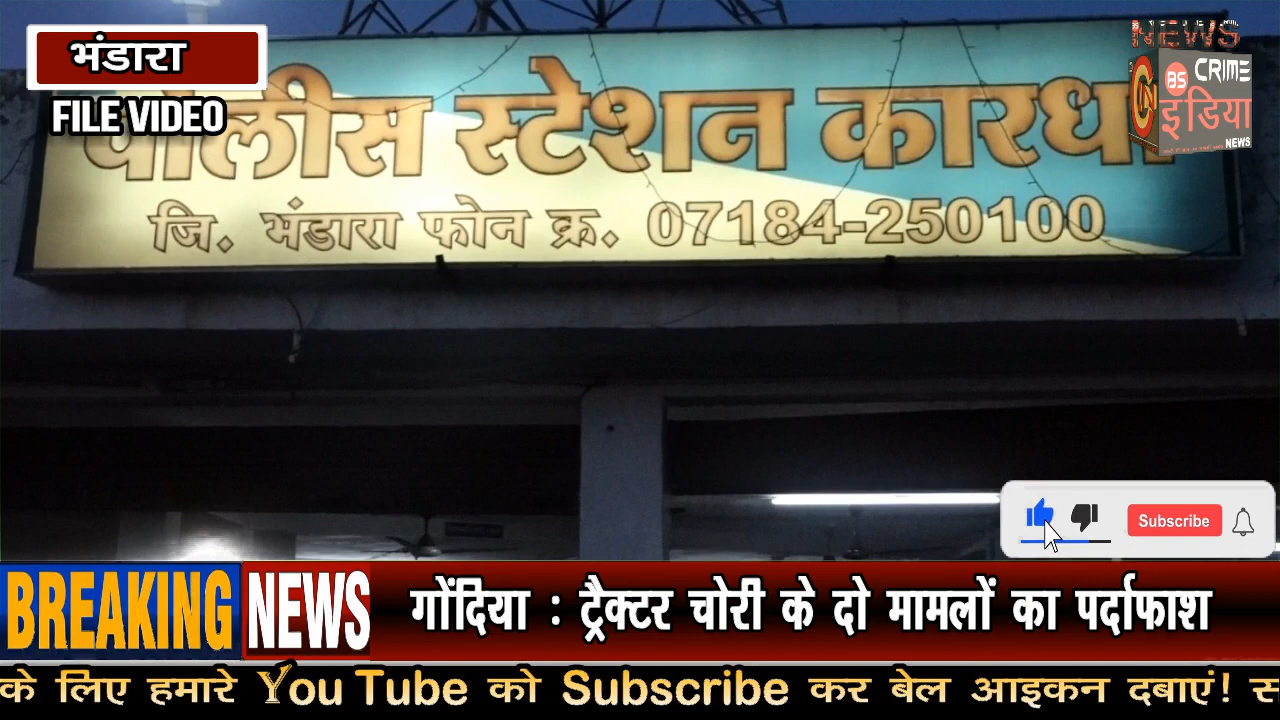 भंडारा
FILE VIDEO
NEWS
BS CRIME
CN
इंडिया
NEWS
पोलीस स्टेशन कारधा
जि. भंडारा फोन क्र. 07184-250100
Subscribe
BREAKING NEWS गोंदिया : ट्रैक्टर चोरी के दो मामलों का पर्दाफाश
के लिए हमारे You Tube को Subscribe कर बेल आइकन दबाएं! स